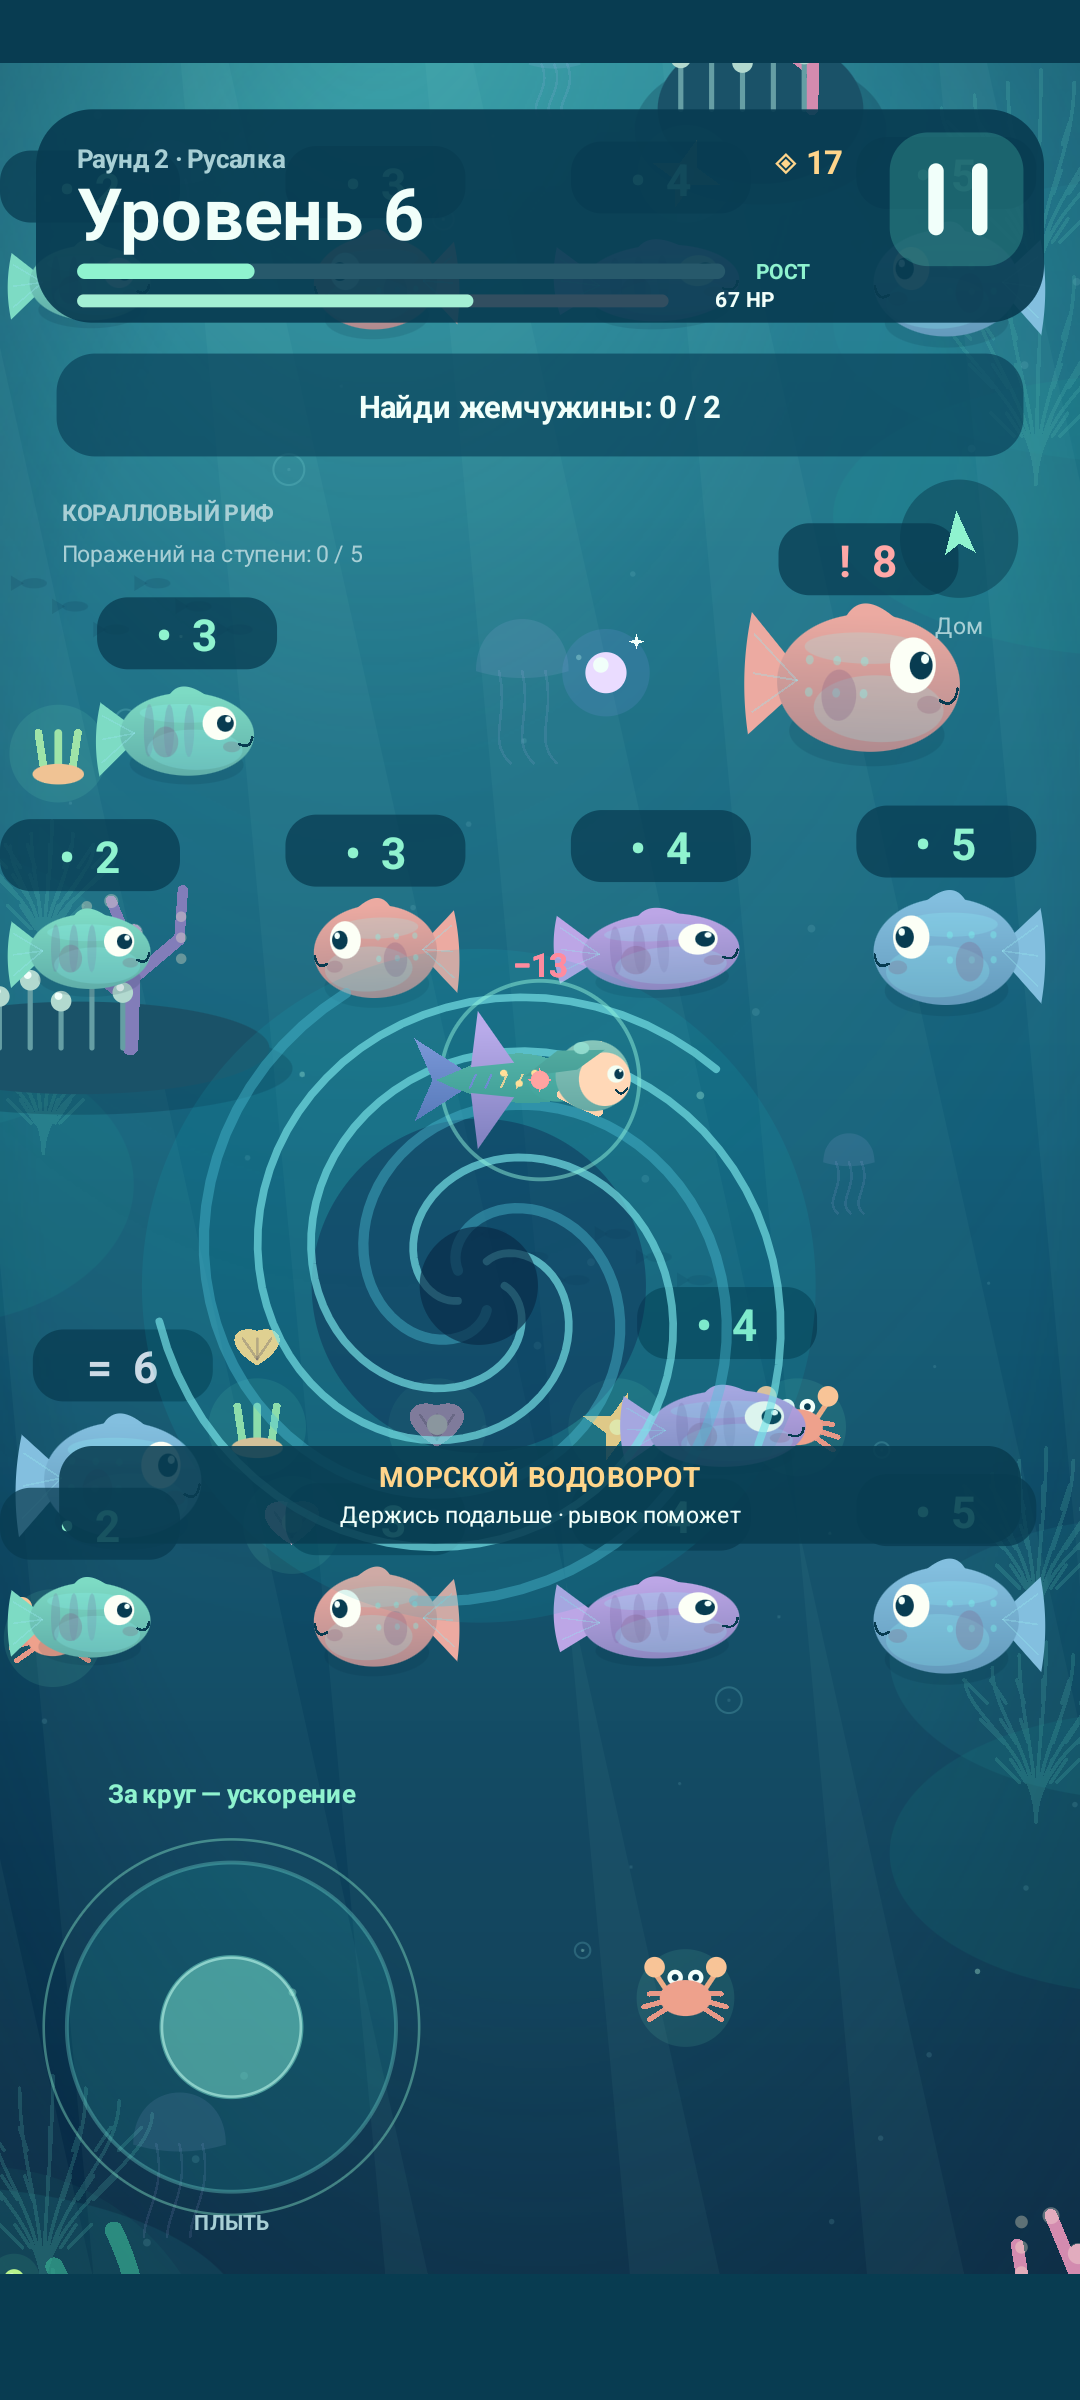 Раунд 2 · Русалка
17
Уровень 6
РОСТ
67 HP
Найди жемчужины: 0 / 2
КОРАЛЛОВЫЙ РИФ
Поражений на ступени: 0 / 5
! 8
Дом
• 3
• 2
• 3
• 4
• 5
−13
• 4
= 6
МОРСКОЙ ВОДОВОРОТ
Держись подальше · рывок поможет
• 2
3
4
• 5
За круг — ускорение
ПЛЫТЬ